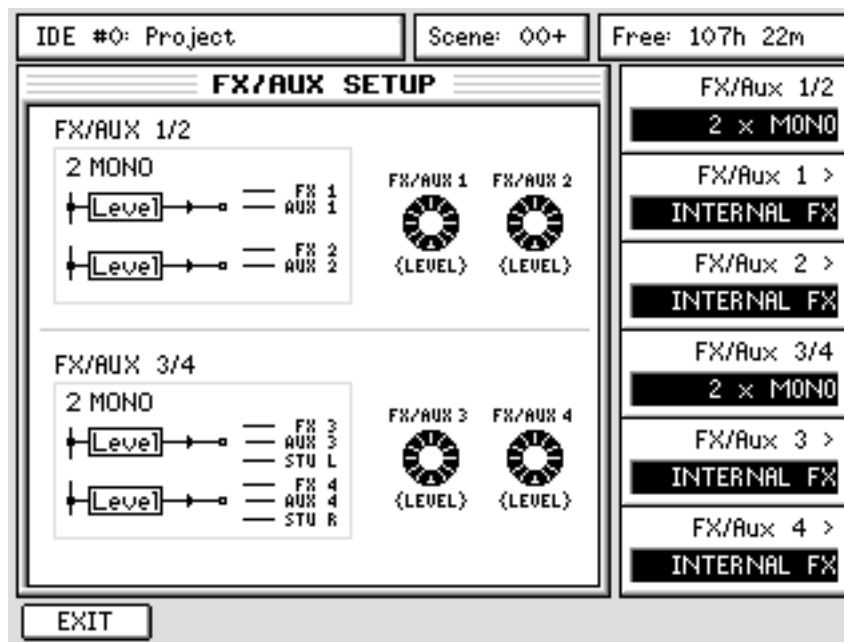 IDE #0: Project
Scene: 00+
Free: 107h 22m
FX/AUX SETUP
FX/AUX 1/2
2 MONO
Level
FX 1
AUX 1
Level
FX 2
AUX 2
FX/AUX 1
FX/AUX 2
{LEVEL}
{LEVEL}
FX/AUX 3/4
2 MONO
Level
FX 3
AUX 3
STU L
Level
FX 4
AUX 4
STU R
FX/AUX 3
FX/AUX 4
{LEVEL}
{LEVEL}
FX/Aux 1/2
2 x MONO
FX/Aux 1 >
INTERNAL FX
FX/Aux 2 >
INTERNAL FX
FX/Aux 3/4
2 x MONO
FX/Aux 3 >
INTERNAL FX
FX/Aux 4 >
INTERNAL FX
EXIT